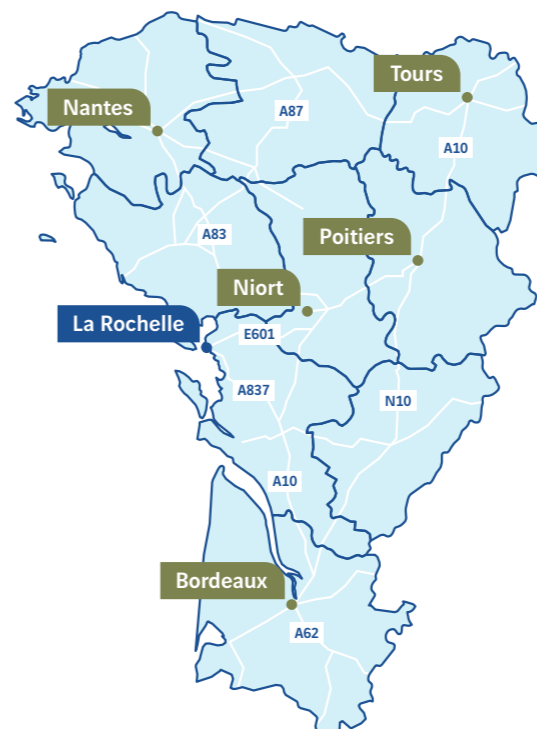 Tours
Nantes
A87
A10
A83
Poitiers
Niort
La Rochelle
E601
A837
N10
A10
Bordeaux
A62